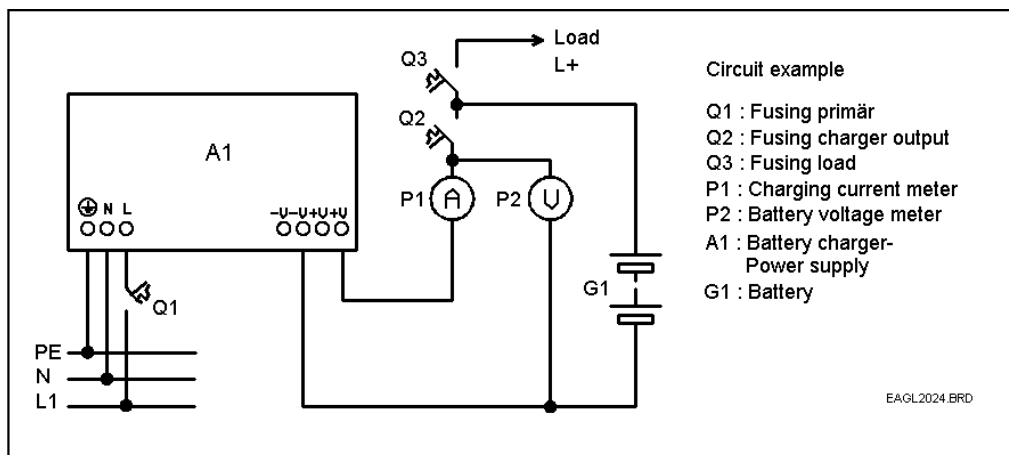 Load
L+
Q3
Q2
A1
N L
-V-V+V+V
P1 A
P2 V
Q1
G1
PE
N
L1
Circuit example
Q1 : Fusing primär
Q2 : Fusing charger output
Q3 : Fusing load
P1 : Charging current meter
P2 : Battery voltage meter
A1 : Battery charger-
Power supply
G1 : Battery
EAGL2024.BRD